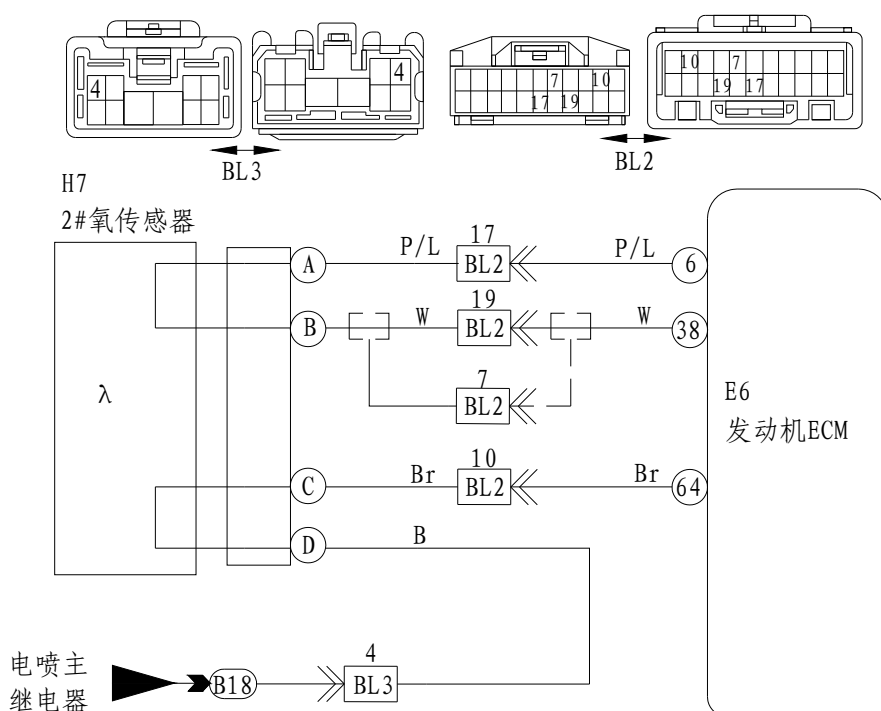 4
4
7 10
17 19
10 7
19 17
BL3
BL2
H7
2#氧传感器
A P/L 17 BL2 P/L 6
B W 19 BL2 W 38
7 BL2
λ
E6
发动机ECM
C Br 10 BL2 Br 64
D B
电喷主
继电器
B18
4
BL3